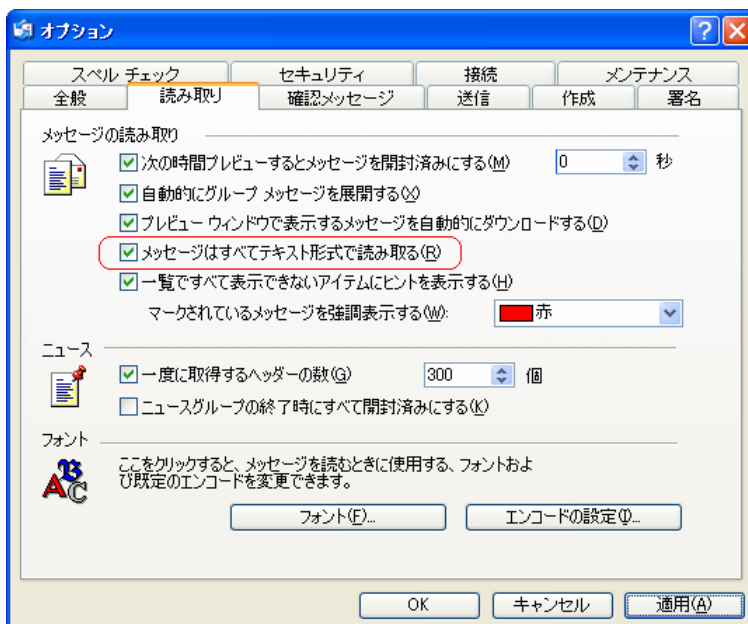 オプション
スペル チェック セキュリティ 接続 メンテナンス
全般 読み取り 確認メッセージ 送信 作成 署名
メッセージの読み取り
次の時間プレビューするとメッセージを開封済みにする(M) 0 秒
自動的にグループ メッセージを展開する(X)
プレビュー ウィンドウで表示するメッセージを自動的にダウンロードする(D)
メッセージはすべてテキスト形式で読み取る(R)
一覧ですべて表示できないアイテムにヒントを表示する(H)
マークされているメッセージを強調表示する(W): 赤
ニュース
一度に取得するヘッダーの数(G) 300 個
ニュースグループの終了時にすべて開封済みにする(K)
フォント
ここをクリックすると、メッセージを読むときに使用する、フォントおよ
び既定のエンコードを変更できます。
フォント(F)... エンコードの設定(I)...
OK キャンセル 適用(A)